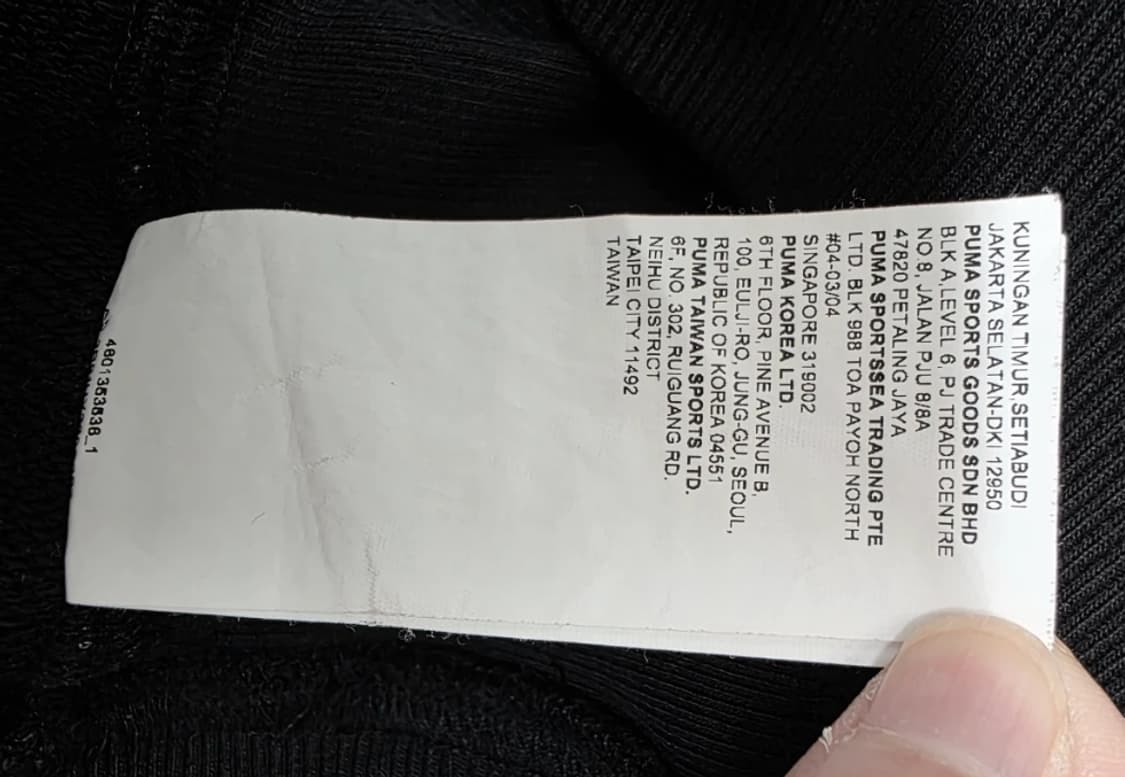 KUNINGAN TIMUR,SETIABUDI
JAKARTA SELATAN-DKI 12950
PUMA SPORTS GOODS SDN BHD
BLK A,LEVEL 6, PJ TRADE CENTRE
NO.8, JALAN PJU 8/8A
47820 PETALING JAYA
PUMA SPORTSSEA TRADING PTE
LTD. BLK 988 TOA PAYOH NORTH
#04-03/04
SINGAPORE 319002
PUMA KOREA LTD.
6TH FLOOR, PINE AVENUE B,
100, EULJI-RO, JUNG-GU, SEOUL,
REPUBLIC OF KOREA 04551
PUMA TAIWAN SPORTS LTD.
6F, NO. 302, RUIGUANG RD.
NEIHU DISTRICT
TAIPEI CITY 11492
TAIWAN